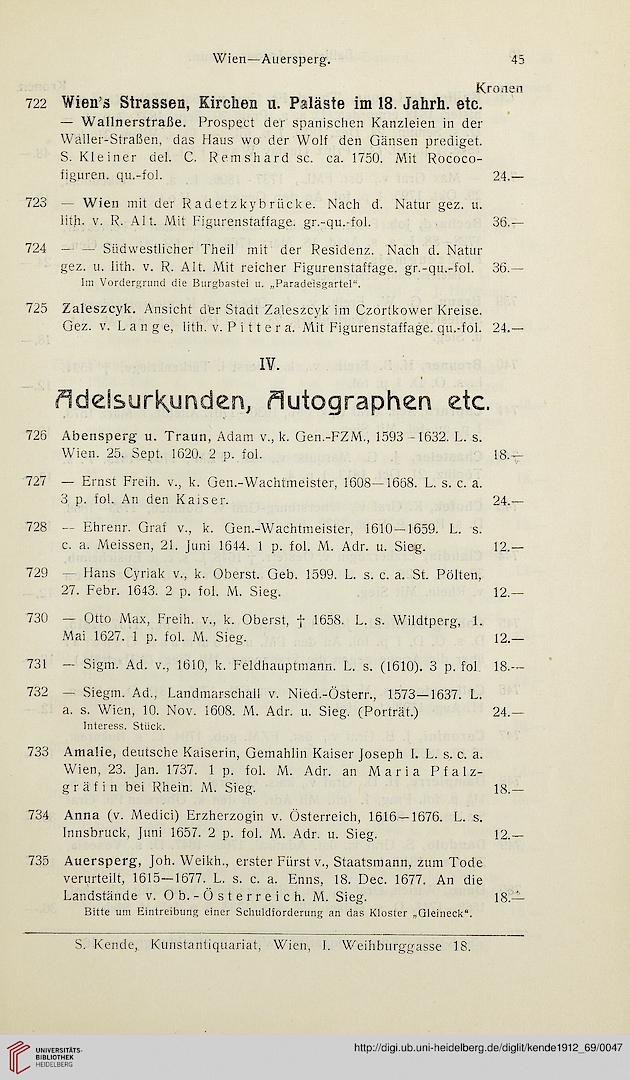 Wien—Auersperg. 45
Kronen
722 Wien's Strassen, Kirchen u. Paläste im 18. Jahrh. etc.
— Wallnerstraße. Prospect der spanischen Kanzleien in der
Waller-Straßen, das Haus wo der Wolf den Gänsen prediget.
S. Kleiner del. C. Remshard sc. ca. 1750. Mit Rococo-
figuren. qu.-fol. 24.—
723 — Wien mit der Radetzkybrücke. Nach d. Natur gez. u.
lith. v. R. Alt. Mit Figurenstaffage. gr.-qu.-fol. 36.—
724 — — Südwestlicher Theil mit der Residenz. Nach d. Natur
gez. u. lith. v. R. Alt. Mit reicher Figurenstaffage. gr.-qu.-fol. 36.—
Im Vordergrund die Burgbastei u. „Paradeisgartel“.
725 Zaleszcyk. Ansicht der Stadt Zaleszcyk im Czortkower Kreise.
Gez. v. Lange, lith. v. Pittera. Mit Figurenstaffage. qu.-fol. 24.—
IV.
Adelsurkunden, Autographen etc.
726 Abensperg u. Traun, Adam v., k. Gen.-FZM., 1593 - 1632. L. s.
Wien. 25. Sept. 1620. 2 p. fol. 18.—
727 — Ernst Freih. v., k. Gen.-Wachtmeister, 1608—1668. L. s. c. a.
3 p. fol. An den Kaiser. 24.—
728 — Ehrenr. Graf v., k. Gen.-Wachtmeister, 1610—1659. L. s.
c. a. Meissen, 21. Juni 1644. 1 p. fol. M. Adr. u. Sieg. 12.—
729 — Hans Cyriak v., k. Oberst. Geb. 1599. L. s. c. a. St. Pölten,
27. Febr. 1643. 2 p. fol. M. Sieg. 12.—
730 — Otto Max, Freih. v., k. Oberst, † 1658. L. s. Wildtperg, 1.
Mai 1627. 1 p. fol. M. Sieg. 12.—
731 — Sigm. Ad. v., 1610, k. Feldhauptmann. L. s. (1610). 3 p. fol 18.—
732 — Siegm. Ad., Landmarschall v. Nied.-Österr., 1573—1637. L.
a. s. Wien, 10. Nov. 1608. M. Adr. u. Sieg. (Porträt.) 24.—
Interess. Stück.
733 Amalie, deutsche Kaiserin, Gemahlin Kaiser Joseph I. L. s. c. a.
Wien, 23. Jan. 1737. 1 p. fol. M. Adr. an Maria Pfalz-
gräfin bei Rhein. M. Sieg. 18.—
734 Anna (v. Medici) Erzherzogin v. Österreich, 1616—1676. L. s.
Innsbruck, Juni 1657. 2 p. fol. M. Adr. u. Sieg. 12.—
735 Auersperg, Joh. Weikh., erster Fürst v., Staatsmann, zum Tode
verurteilt, 1615—1677. L. s. c. a. Enns, 18. Dec. 1677. An die
Landstände v. Ob.-Österreich. M. Sieg. 18.—
Bitte um Eintreibung einer Schuldforderung an das Kloster „Gleineck“.
S. Kende, Kunstantiquariat, Wien, I. Weihburggasse 18.
UNIVERSITÄTS-
BIBLIOTHEK
HEIDELBERG
http://digi.ub.uni-heidelberg.de/diglit/kende1912_69/0047